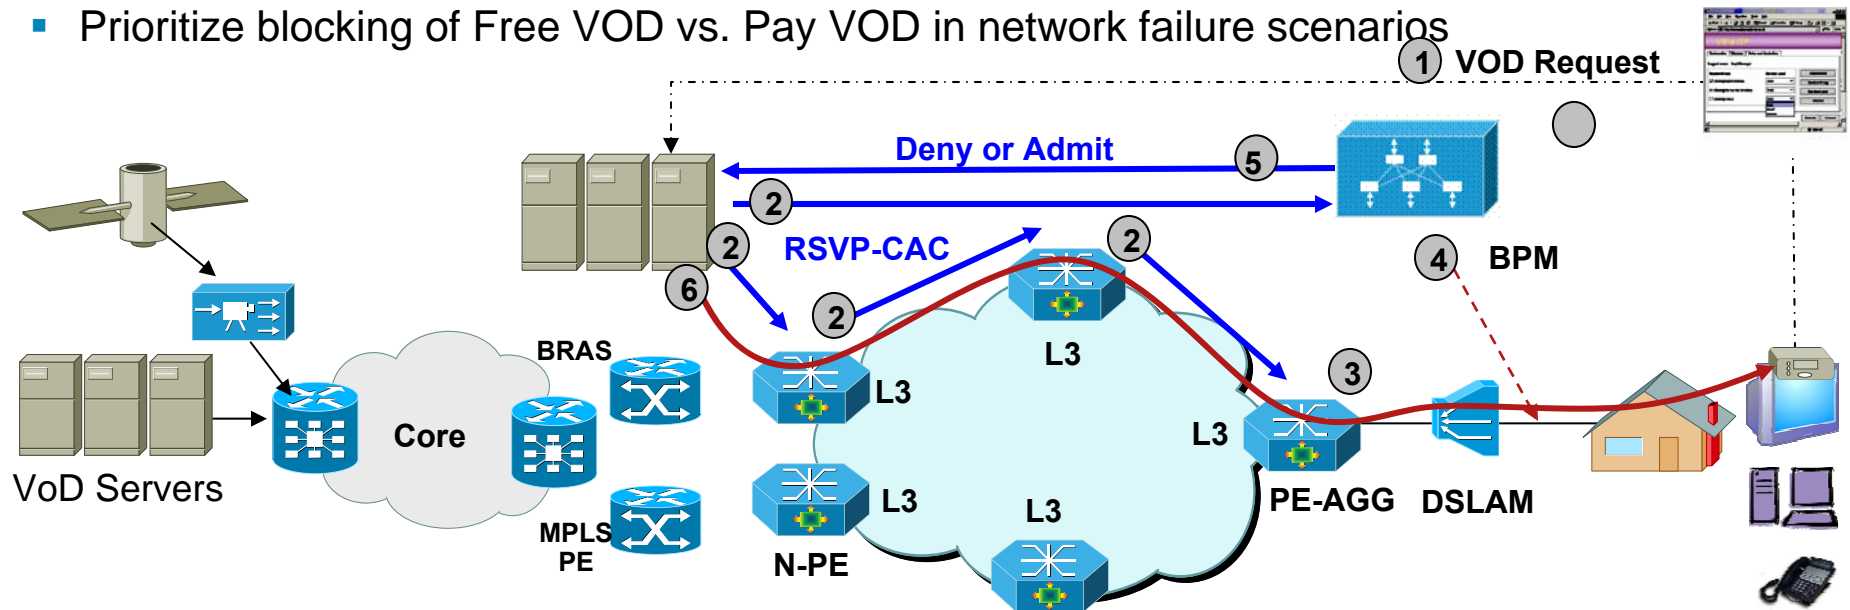 ▪ Prioritize blocking of Free VOD vs. Pay VOD in network failure scenarios
1 VOD Request
Deny or Admit
5
2
2
RSVP-CAC
2
4
BPM
6
2
BRAS
L3
L3
3
Core
L3
VoD Servers
L3
L3
PE-AGG
DSLAM
MPLS
PE
N-PE